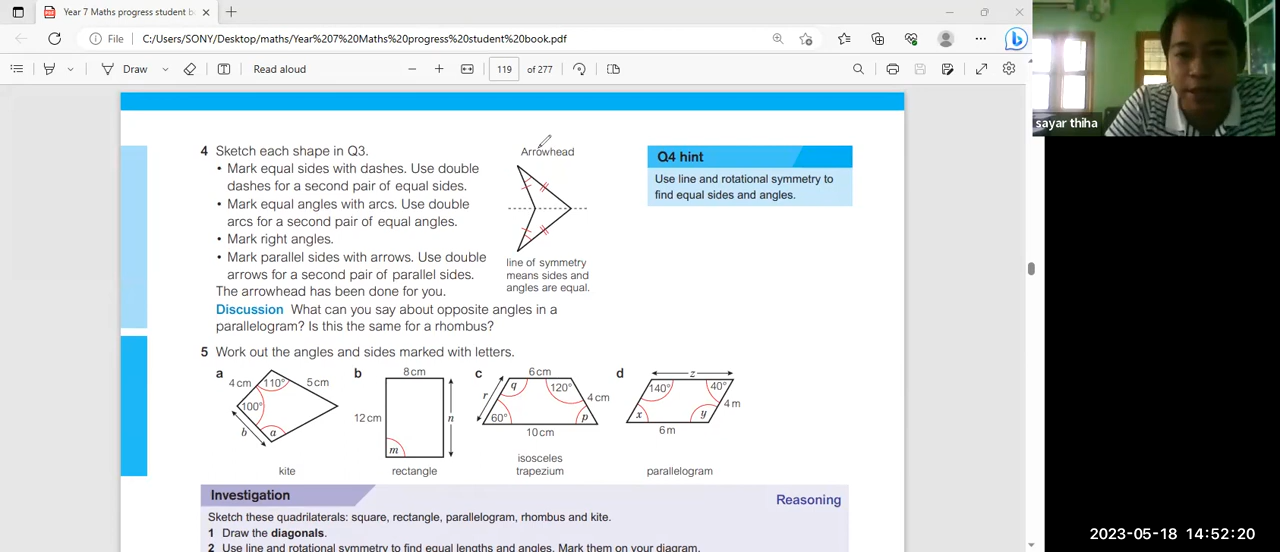 Year 7 Maths progress student b
File
C:/Users/SONY/Desktop/maths/Year%207%20Maths%20progress%20student%20book.pdf
Draw
Read aloud
119
of 277
sayar thiha
4 Sketch each shape in Q3.
• Mark equal sides with dashes. Use double
dashes for a second pair of equal sides.
• Mark equal angles with arcs. Use double
arcs for a second pair of equal angles.
• Mark right angles.
• Mark parallel sides with arrows. Use double
arrows for a second pair of parallel sides.
The arrowhead has been done for you.
Discussion What can you say about opposite angles in a
parallelogram? Is this the same for a rhombus?
Arrowhead
line of symmetry
means sides and
angles are equal.
Q4 hint
Use line and rotational symmetry to
find equal sides and angles.
5 Work out the angles and sides marked with letters.
a
4 cm
110°
5 cm
100°
b
a
kite
b
8 cm
12 cm
n
m
rectangle
c
6 cm
r
q
120°
4 cm
60°
p
10 cm
isosceles
trapezium
d
z
140°
40°
4 m
x
y
6 m
parallelogram
Investigation
Reasoning
Sketch these quadrilaterals: square, rectangle, parallelogram, rhombus and kite.
1 Draw the diagonals.
2 Use line and rotational symmetry to find equal lengths and angles. Mark them on your diagram.
2023-05-18 14:52:20